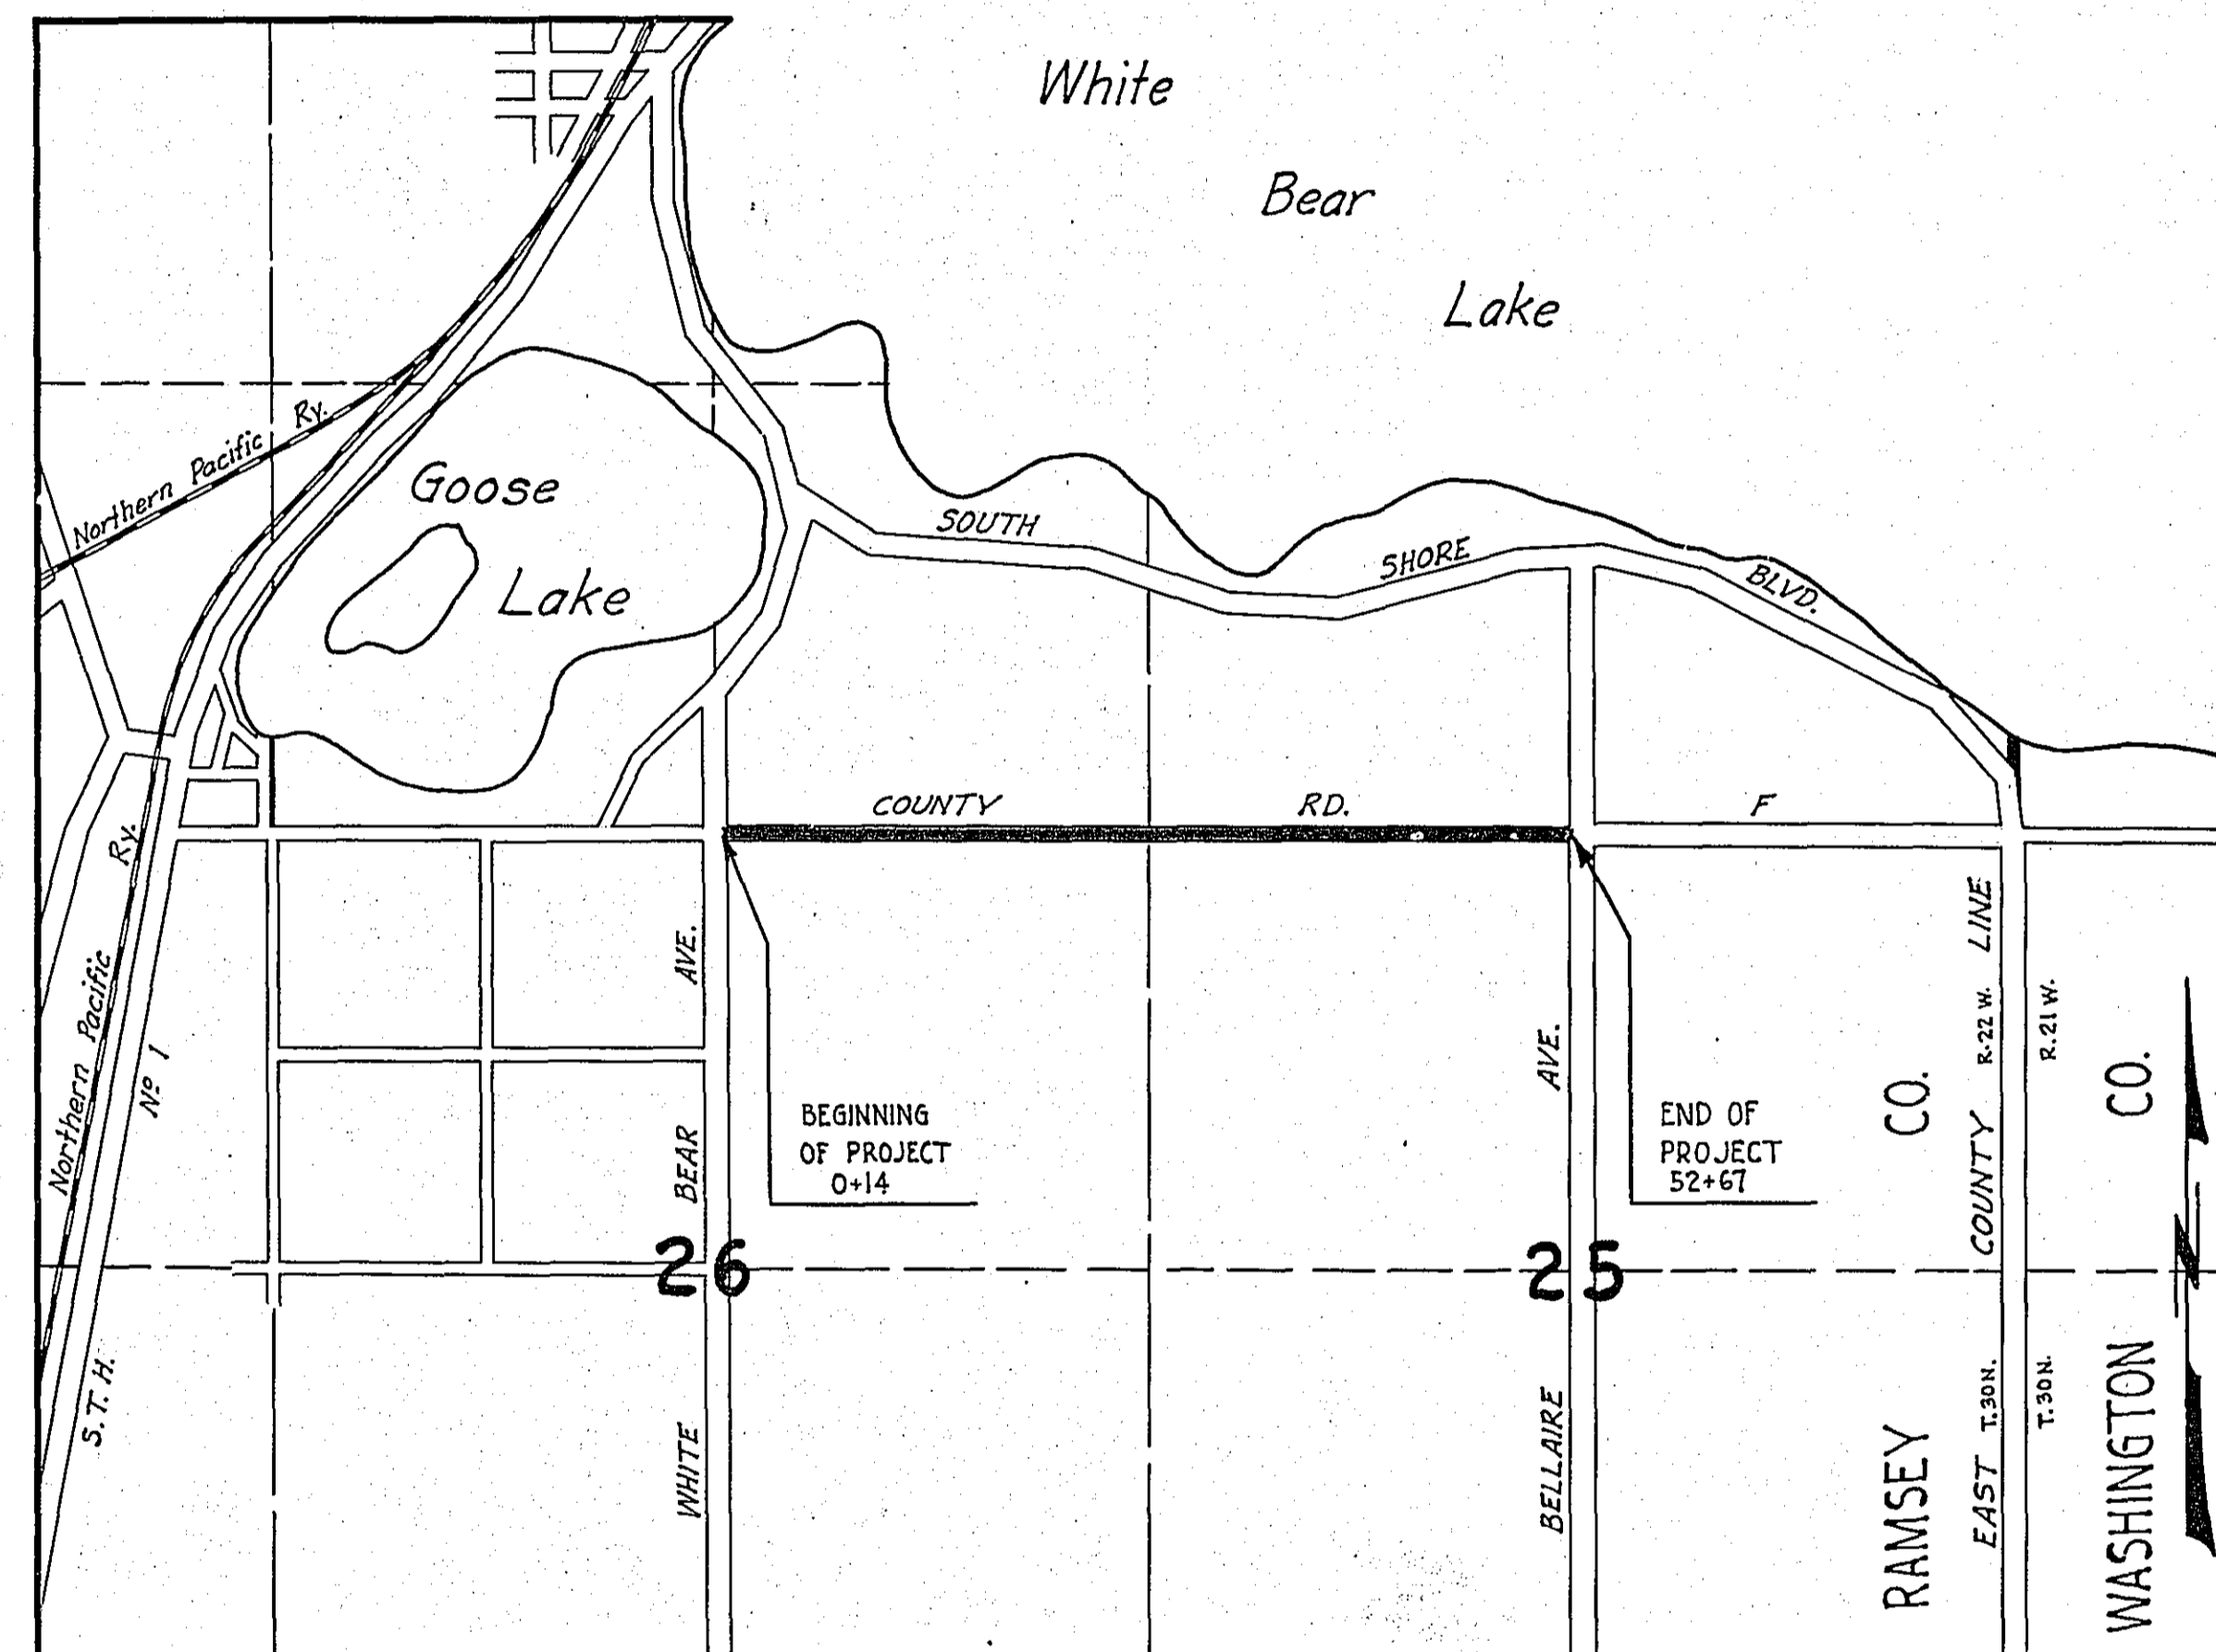 White
Bear
Lake
Northern Pacific Ry.
Goose
Lake
SOUTH SHORE BLVD.
COUNTY RD. F
Northern Pacific Ry.
S.T.H. Nº 1
WHITE BEAR AVE.
BEGINNING
OF PROJECT
0+14
BELLAIRE AVE.
END OF
PROJECT
52+67
26
25
RAMSEY CO.
EAST COUNTY LINE
T.30N. R.22 W.
T.30N. R.21 W.
WASHINGTON CO.
N